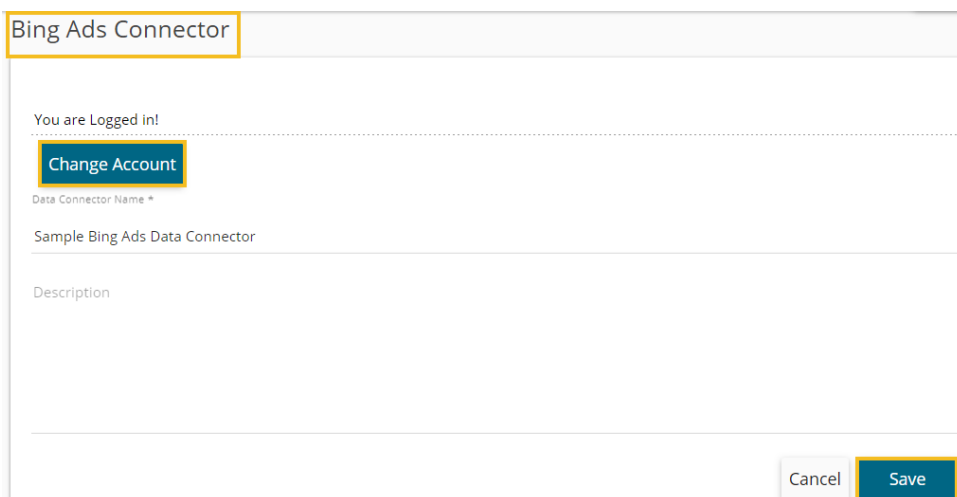 Bing Ads Connector
You are Logged in!
Change Account
Data Connector Name *
Sample Bing Ads Data Connector
Description
Cancel Save